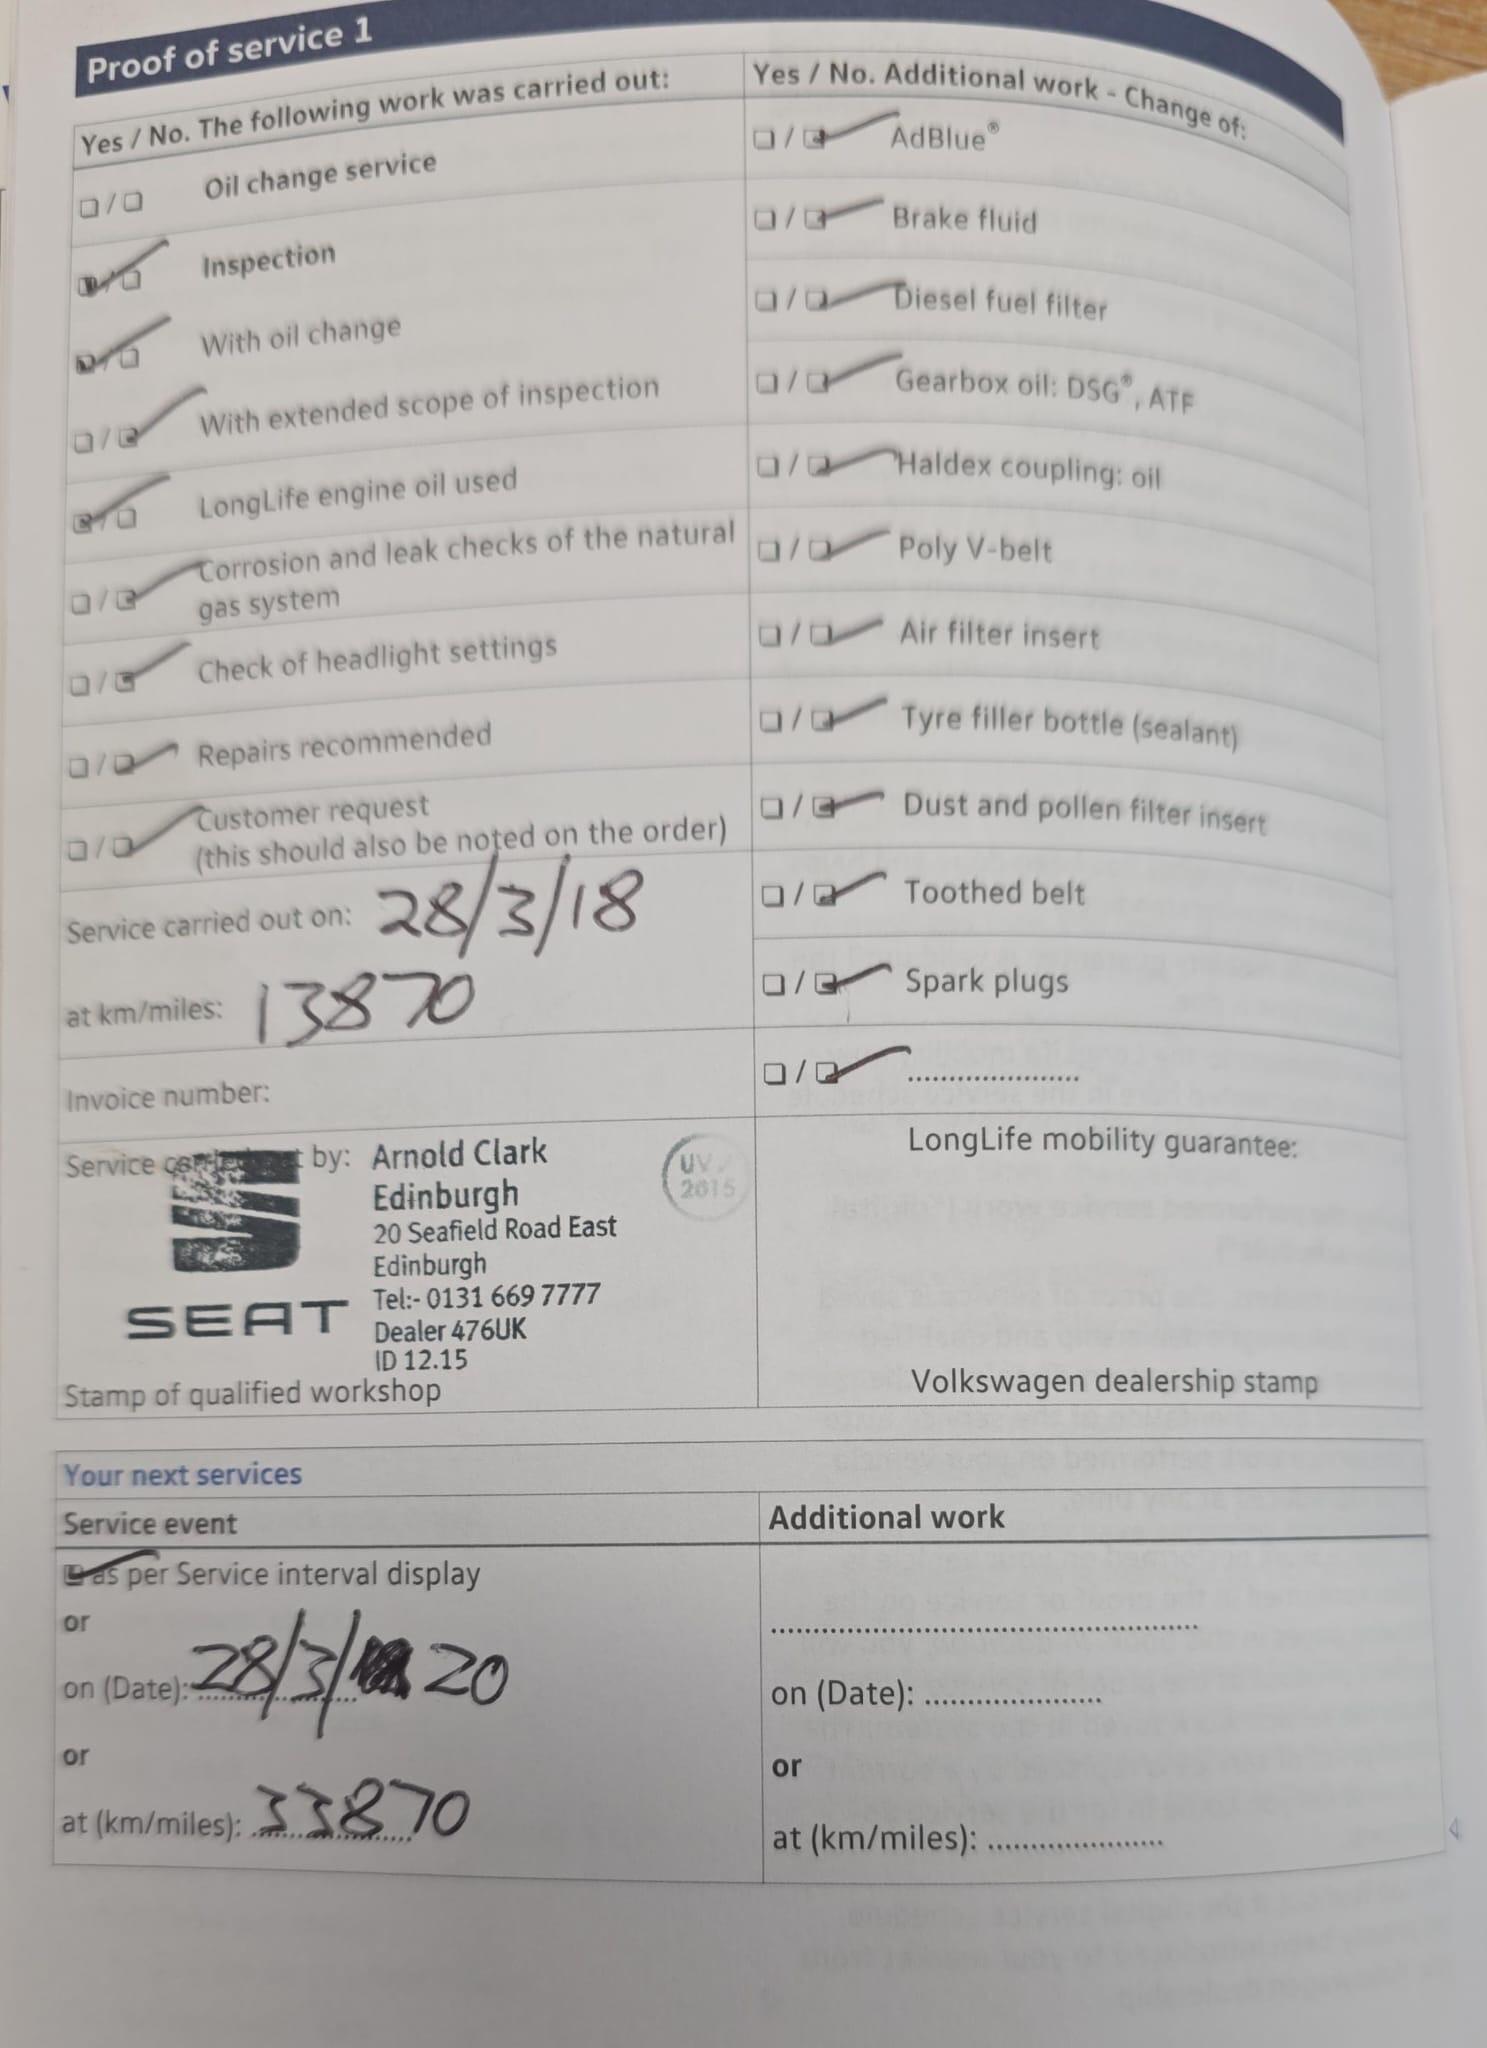 Proof of service 1
Yes / No. The following work was carried out:
Oil change service
Inspection
With oil change
With extended scope of inspection
LongLife engine oil used
Corrosion and leak checks of the natural
gas system
Check of headlight settings
Repairs recommended
Customer request
(this should also be noted on the order)
Service carried out on: 28/3/18
at km/miles: 13870
Invoice number:
Service carried out by: Arnold Clark
Edinburgh
20 Seafield Road East
Edinburgh
Tel:- 0131 669 7777
Dealer 476UK
ID 12.15
SEAT
UV
2015
Stamp of qualified workshop
Yes / No. Additional work - Change of:
AdBlue®
Brake fluid
Diesel fuel filter
Gearbox oil: DSG®, ATF
Haldex coupling: oil
Poly V-belt
Air filter insert
Tyre filler bottle (sealant)
Dust and pollen filter insert
Toothed belt
Spark plugs
.....................
LongLife mobility guarantee:
Volkswagen dealership stamp
Your next services
Service event
as per Service interval display
or
on (Date): 28/3/ 20
or
at (km/miles): 33870
Additional work
on (Date): .....................
or
at (km/miles): .....................